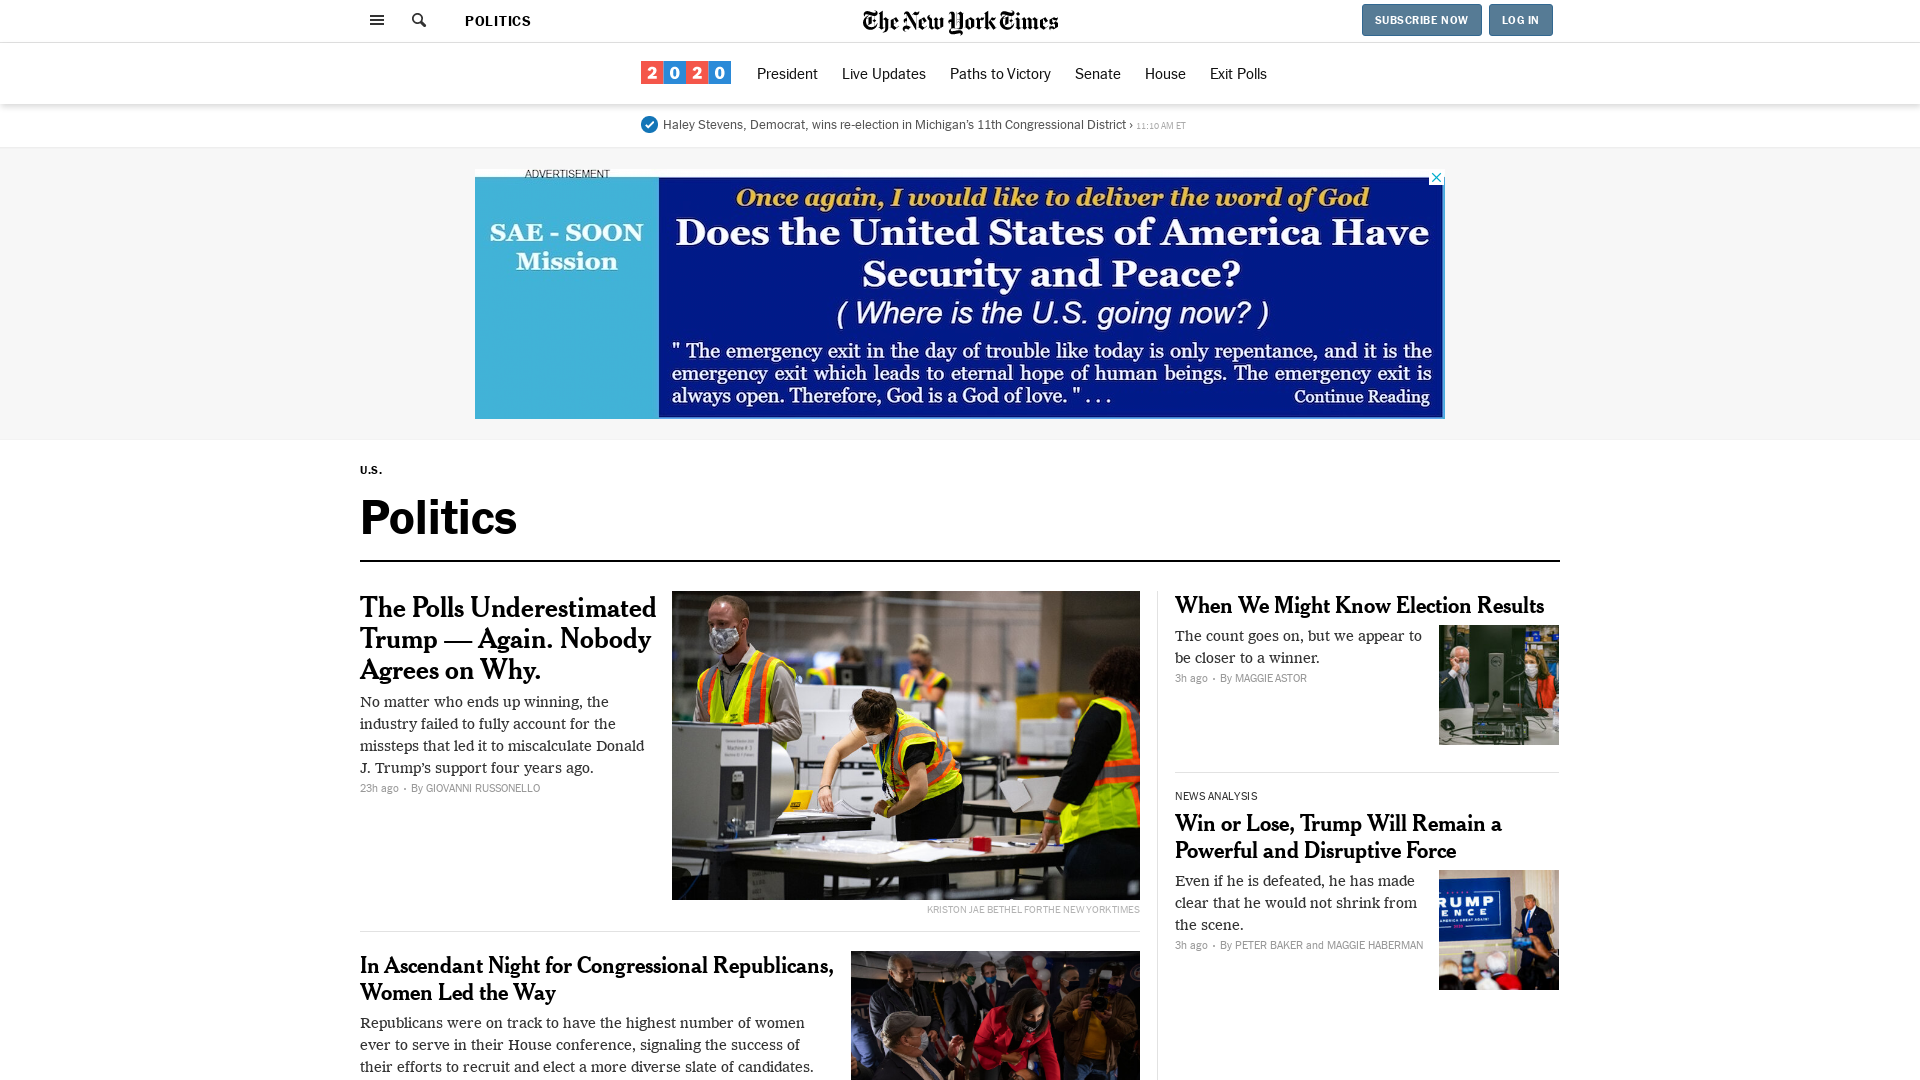 POLITICS
The New York Times
SUBSCRIBE NOW
LOG IN
2020
President
Live Updates
Paths to Victory
Senate
House
Exit Polls
Haley Stevens, Democrat, wins re-election in Michigan’s 11th Congressional District › 11:10 AM ET
ADVERTISEMENT
SAE - SOON
Mission
Once again, I would like to deliver the word of God
Does the United States of America Have
Security and Peace?
( Where is the U.S. going now? )
" The emergency exit in the day of trouble like today is only repentance, and it is the
emergency exit which leads to eternal hope of human beings. The emergency exit is
always open. Therefore, God is a God of love. " . . .
Continue Reading
U.S.
Politics
The Polls Underestimated
Trump — Again. Nobody
Agrees on Why.
No matter who ends up winning, the
industry failed to fully account for the
missteps that led it to miscalculate Donald
J. Trump’s support four years ago.
23h ago · By GIOVANNI RUSSONELLO
KRISTON JAE BETHEL FOR THE NEW YORK TIMES
In Ascendant Night for Congressional Republicans,
Women Led the Way
Republicans were on track to have the highest number of women
ever to serve in their House conference, signaling the success of
their efforts to recruit and elect a more diverse slate of candidates.
When We Might Know Election Results
The count goes on, but we appear to
be closer to a winner.
3h ago · By MAGGIE ASTOR
NEWS ANALYSIS
Win or Lose, Trump Will Remain a
Powerful and Disruptive Force
Even if he is defeated, he has made
clear that he would not shrink from
the scene.
3h ago · By PETER BAKER and MAGGIE HABERMAN
RUMP
ENCE